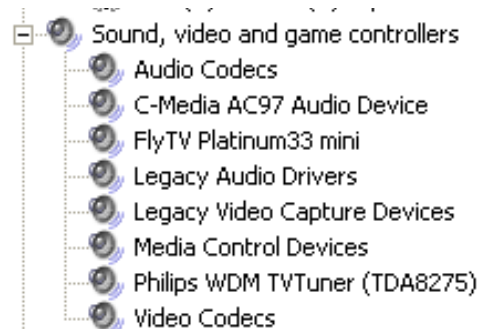 Sound, video and game controllers
Audio Codecs
C-Media AC97 Audio Device
FlyTV Platinum33 mini
Legacy Audio Drivers
Legacy Video Capture Devices
Media Control Devices
Philips WDM TVTuner (TDA8275)
Video Codecs